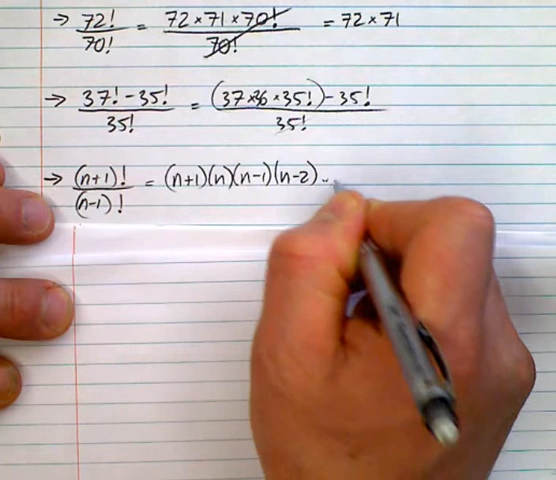 → 72!/70! = 72 × 71 × 70!/70! = 72 × 71
→ 37! - 35!/35! = (37 × 36 × 35!) - 35!/35!
→ (n+1)!/(n-1)! = (n+1)(n)(n-1)(n-2)..